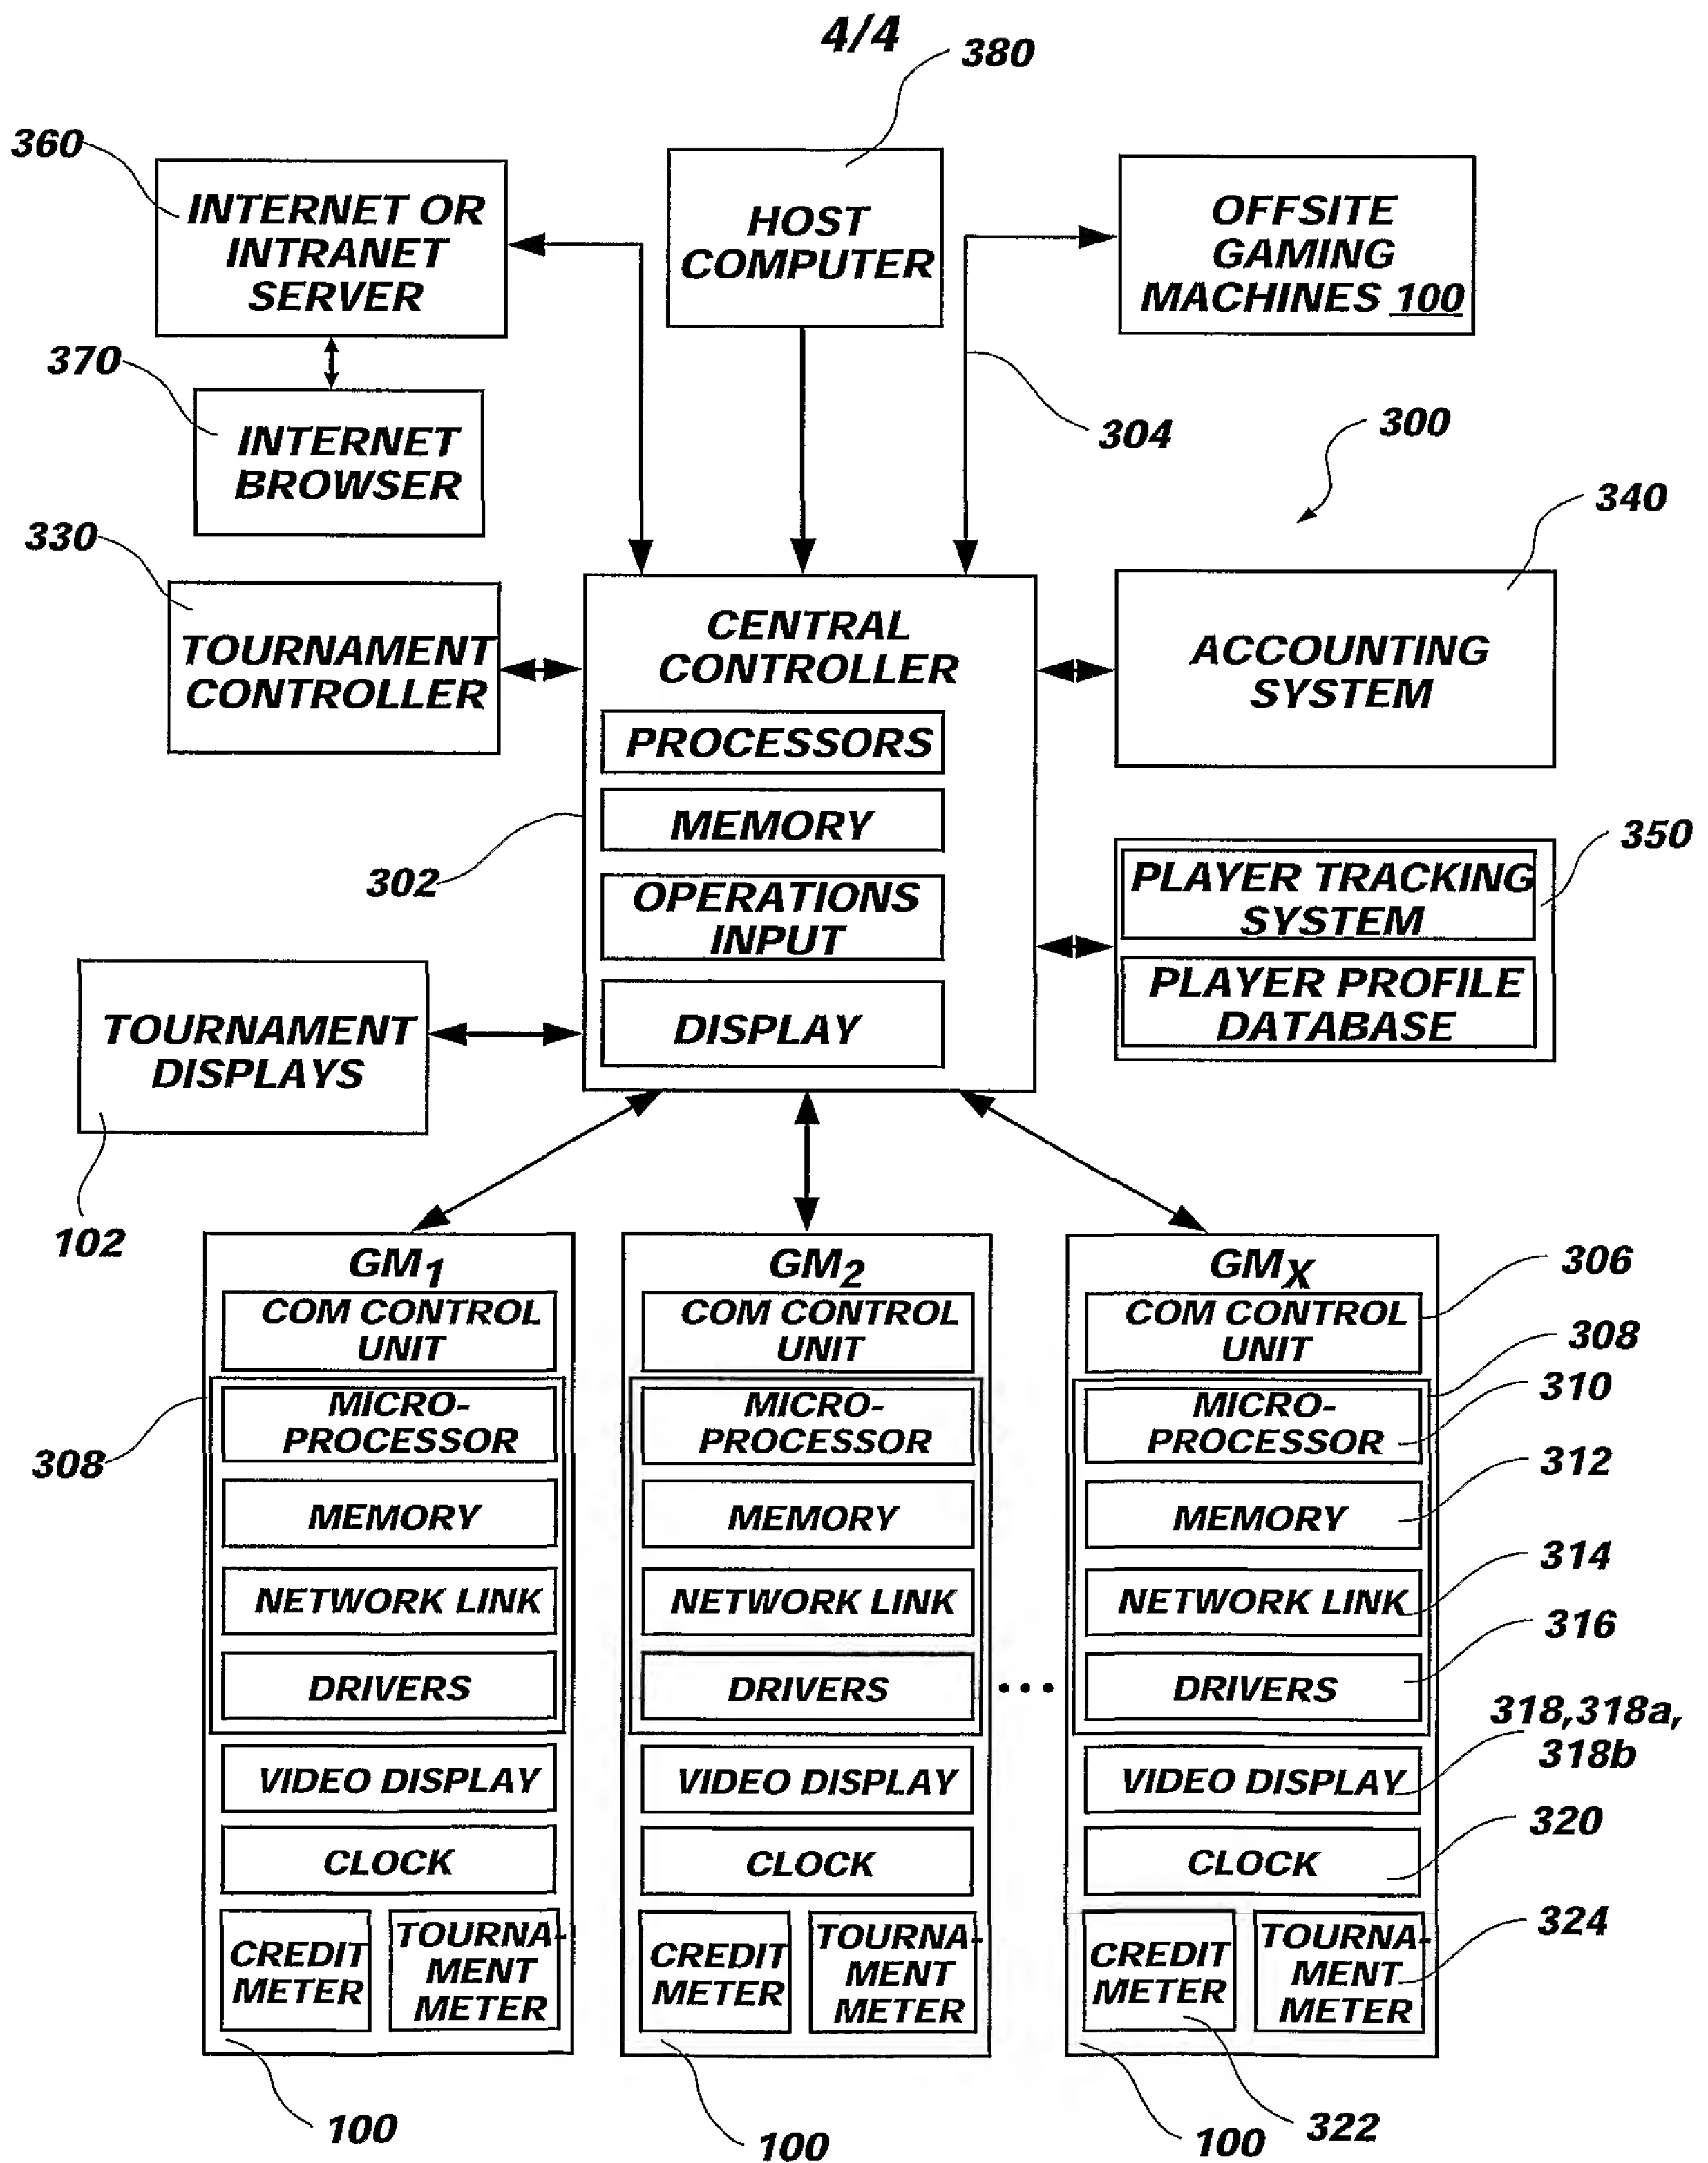 4/4
380
360
INTERNET OR
INTRANET
SERVER
HOST
COMPUTER
OFFSITE
GAMING
MACHINES 100
370
INTERNET
BROWSER
304
300
340
330
TOURNAMENT
CONTROLLER
CENTRAL
CONTROLLER
PROCESSORS
MEMORY
OPERATIONS
INPUT
DISPLAY
302
ACCOUNTING
SYSTEM
350
PLAYER TRACKING
SYSTEM
PLAYER PROFILE
DATABASE
TOURNAMENT
DISPLAYS
102
GM1
COM CONTROL
UNIT
MICRO-
PROCESSOR
308
MEMORY
NETWORK LINK
DRIVERS
VIDEO DISPLAY
CLOCK
CREDIT
METER
TOURNA-
MENT
METER
100
GM2
COM CONTROL
UNIT
MICRO-
PROCESSOR
MEMORY
NETWORK LINK
DRIVERS
VIDEO DISPLAY
CLOCK
CREDIT
METER
TOURNA-
MENT
METER
100
...
GMX
COM CONTROL
UNIT
MICRO-
PROCESSOR
MEMORY
NETWORK LINK
DRIVERS
VIDEO DISPLAY
CLOCK
CREDIT
METER
TOURNA-
MENT
METER
100
306
308
310
312
314
316
318,318a,
318b
320
324
322